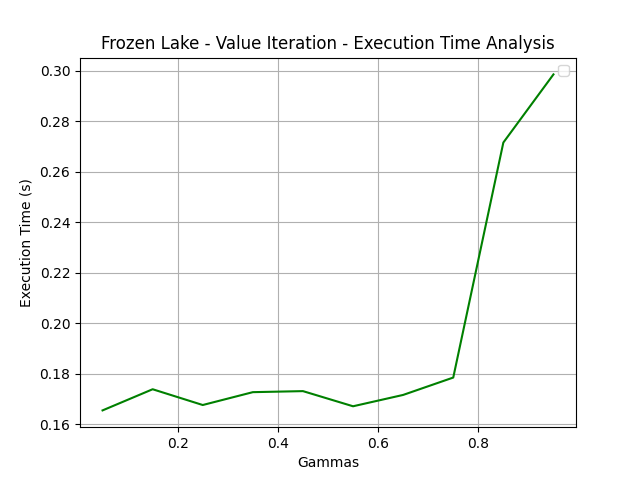 Frozen Lake - Value Iteration - Execution Time Analysis
0.30
0.28
0.26
0.24
0.22
0.20
0.18
0.16
Execution Time (s)
0.2 0.4 0.6 0.8
Gammas